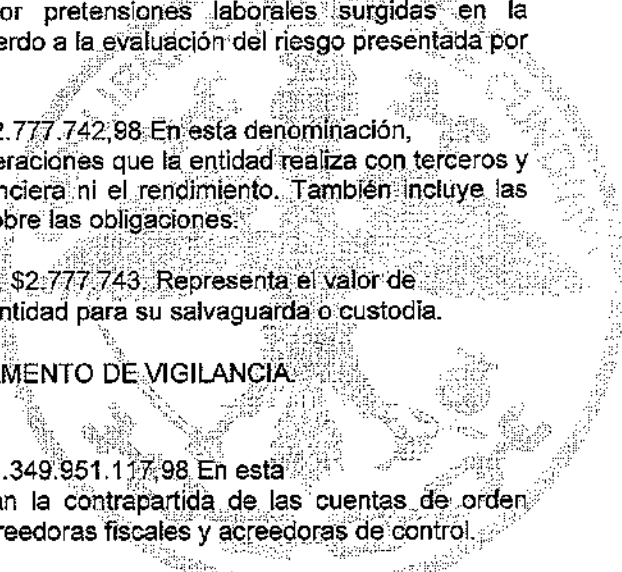 or pretensiones laborales surgidas en la
erdo a la evaluación del riesgo presentada por
2.777.742,98 En esta denominación,
eraciones que la entidad realiza con terceros y
nciera ni el rendimiento. También incluye las
obre las obligaciones.
$2.777.743. Representa el valor de
ntidad para su salvaguarda o custodia.
AMENTO DE VIGILANCIA.
.349.951.117,98 En esta
an la contrapartida de las cuentas de orden
reedoras fiscales y acreedoras de control.